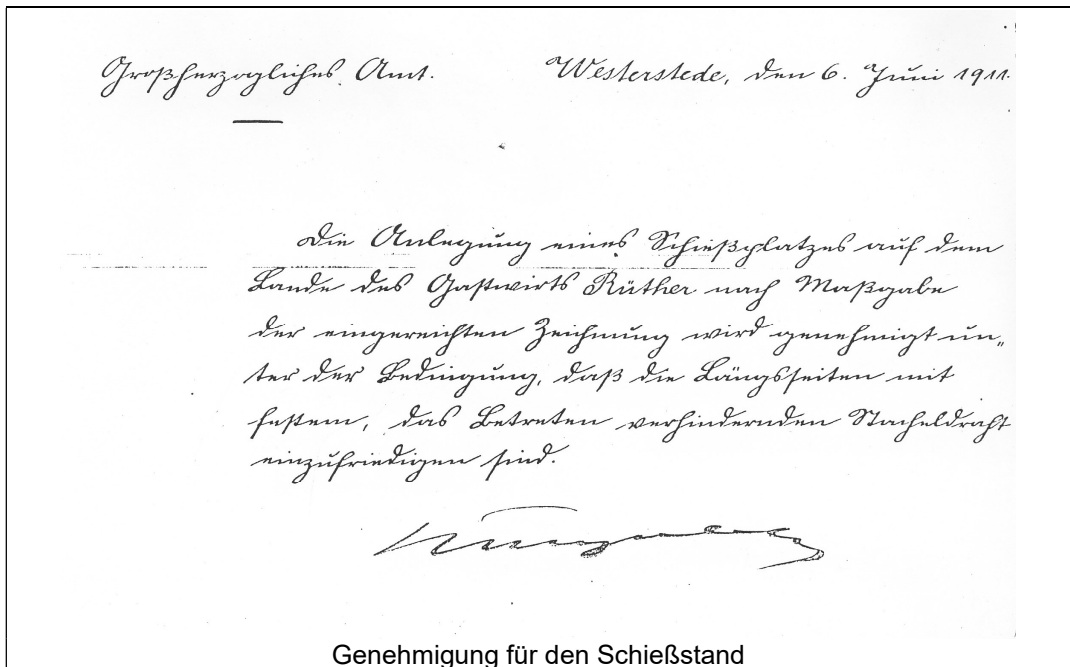 Großherzogliches Amt. Westerstede, den 6. Juni 1911.
Die Anlegung eines Schießplatzes auf dem
Lande des Gastwirts Rüther nach Maßgabe
der eingereichten Zeichnung wird genehmigt un„
ter der Bedingung, daß die Längsseiten mit
festem, das Betreten verhindernden Stacheldraht
einzufriedigen sind.
Genehmigung für den Schießstand